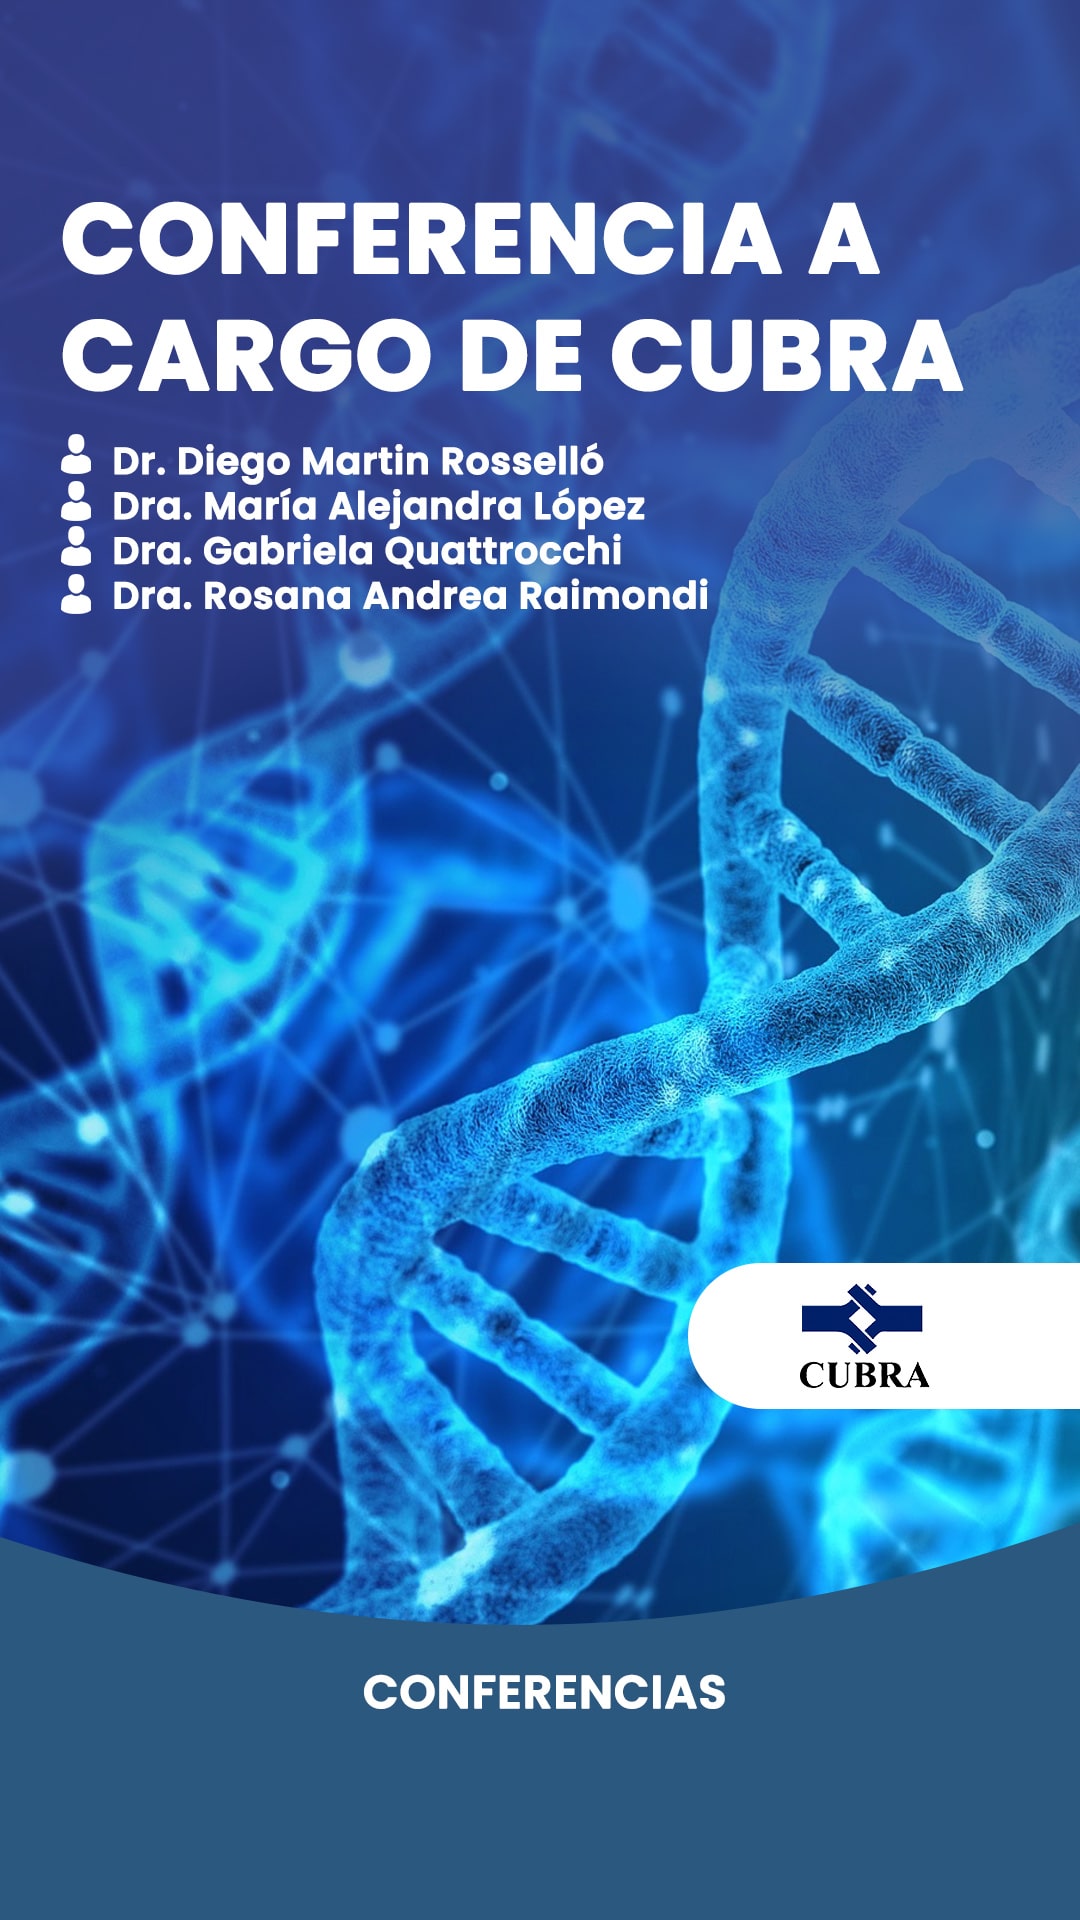 CONFERENCIA A
CARGO DE CUBRA
Dr. Diego Martin Rosselló
Dra. María Alejandra López
Dra. Gabriela Quattrocchi
Dra. Rosana Andrea Raimondi
CUBRA
CONFERENCIAS